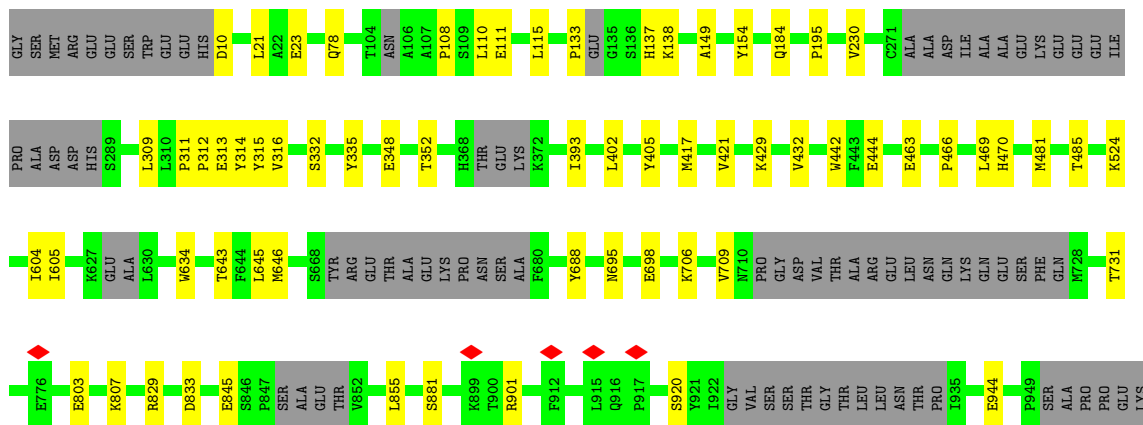 GLY SER MET ARG GLU GLU SER TRP GLU GLU HIS D10 L21 A22 E23 Q78 T104 ASN A106 A107 P108 S109 L110 E111 L115 P133 GLU G135 S136 H137 K138 A149 Y154 Q184 P195 V230 C271 ALA ALA ASP ILE ALA ALA GLU LYS GLU GLU GLU ILE
PRO ALA ASP ASP HIS S289 L309 L310 P311 P312 E313 Y314 Y315 V316 S332 Y335 E348 T352 H368 THR GLU LYS K372 I393 L402 Y405 M417 V421 K429 V432 W442 F443 E444 E463 P466 L469 H470 M481 T485 K524
I604 I605 K627 GLU ALA L630 W634 T643 F644 L645 M646 S668 TYR ARG GLU THR ALA GLU LYS PRO ASN SER ALA F680 Y688 N695 E698 K706 V709 N710 PRO GLY ASP VAL THR ALA ARG GLU LEU ASN GLN LYS GLN GLU SER PHE GLN M728 T731
E776 E803 K807 R829 D833 E845 S846 P847 SER ALA GLU THR V852 L855 S881 K899 T900 R901 F912 L915 Q916 P917 S920 Y921 I922 GLY VAL SER SER THR GLY THR LEU LEU ASN THR PRO I935 E944 P949 SER ALA PRO PRO GLU LYS